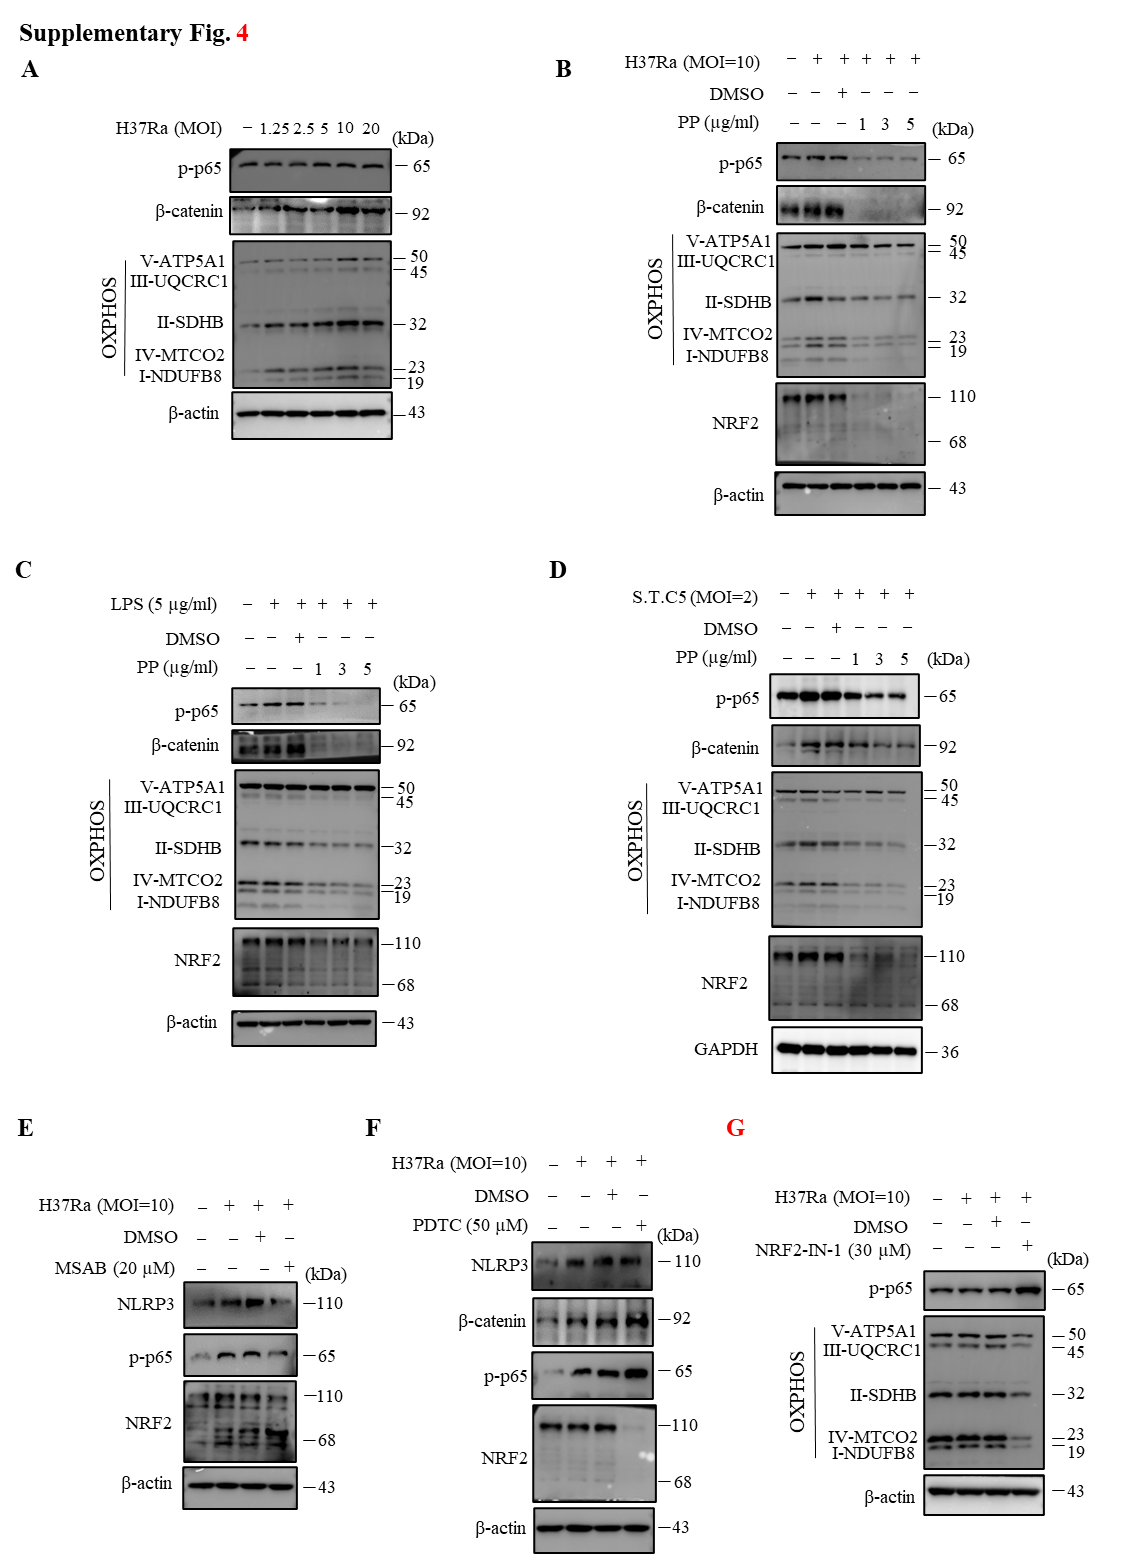 Supplementary Fig. 4
A
H37Ra (MOI) – 1.25 2.5 5 10 20
(kDa)
p-p65 65
β-catenin 92
OXPHOS
V-ATP5A1 50
III-UQCRC1 45
II-SDHB 32
IV-MTCO2 23
I-NDUFB8 19
β-actin 43
B
H37Ra (MOI=10) – + + + + +
DMSO – – + – – –
PP (µg/ml) – – – 1 3 5 (kDa)
p-p65 65
β-catenin 92
OXPHOS
V-ATP5A1 50
III-UQCRC1 45
II-SDHB 32
IV-MTCO2 23
I-NDUFB8 19
NRF2 110
68
β-actin 43
C
LPS (5 µg/ml) – + + + + +
DMSO – – + – – –
PP (µg/ml) – – – 1 3 5
(kDa)
p-p65 65
β-catenin 92
OXPHOS
V-ATP5A1 50
III-UQCRC1 45
II-SDHB 32
IV-MTCO2 23
I-NDUFB8 19
NRF2 110
68
β-actin 43
D
S.T.C5 (MOI=2) – + + + + +
DMSO – – + – – –
PP (µg/ml) – – – 1 3 5 (kDa)
p-p65 65
β-catenin 92
OXPHOS
V-ATP5A1 50
III-UQCRC1 45
II-SDHB 32
IV-MTCO2 23
I-NDUFB8 19
NRF2 110
68
GAPDH 36
E
H37Ra (MOI=10) – + + +
DMSO – – + –
MSAB (20 µM) – – – + (kDa)
NLRP3 110
p-p65 65
NRF2 110
68
β-actin 43
F
H37Ra (MOI=10) – + + +
DMSO – – + –
PDTC (50 µM) – – – +
(kDa)
NLRP3 110
β-catenin 92
p-p65 65
NRF2 110
68
β-actin 43
G
H37Ra (MOI=10) – + + +
DMSO – – + –
NRF2-IN-1 (30 µM) – – – +
(kDa)
p-p65 65
OXPHOS
V-ATP5A1 50
III-UQCRC1 45
II-SDHB 32
IV-MTCO2 23
I-NDUFB8 19
β-actin 43